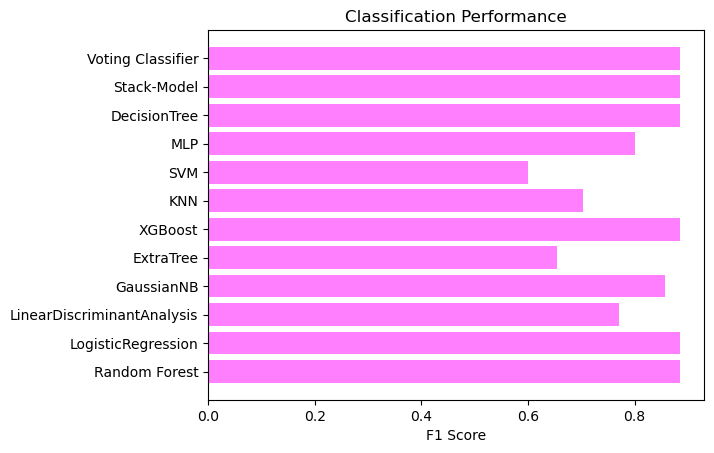 Classification Performance
Voting Classifier
Stack-Model
DecisionTree
MLP
SVM
KNN
XGBoost
ExtraTree
GaussianNB
LinearDiscriminantAnalysis
LogisticRegression
Random Forest
0.0 0.2 0.4 0.6 0.8
F1 Score